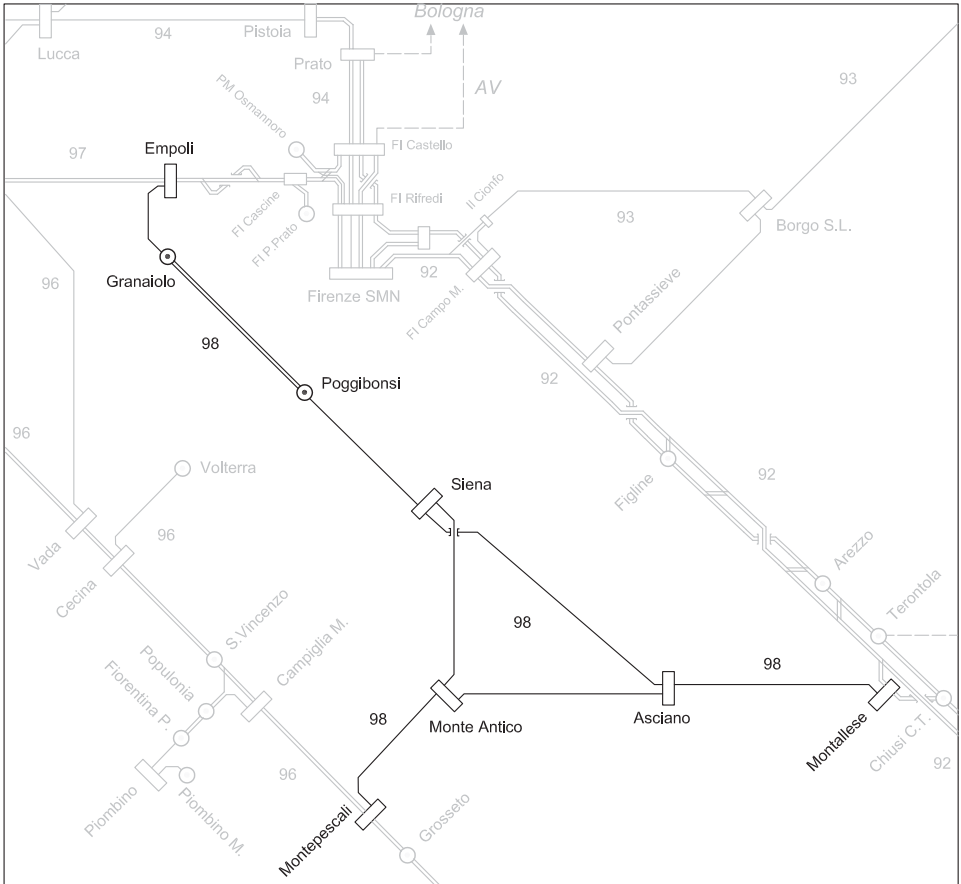 Bologna
94
Pistoia
Lucca
Prato
93
PM Osmannoro
94
AV
Empoli
97
FI Castello
FI Cascine
FI P.Prato
FI Rifredi
Il Cionfo
93
Borgo S.L.
Granaiolo
96
Firenze SMN
92
FI Campo M.
Pontassieve
98
Poggibonsi
92
96
Volterra
Siena
Figline
92
Vada
96
Cecina
Arezzo
Terontola
S.Vincenzo
98
Populonia
Campiglia M.
Fiorentina P.
98
98
Monte Antico
Asciano
Montallese
Chiusi C.T.
92
96
Piombino
Piombino M.
Montepescali
Grosseto